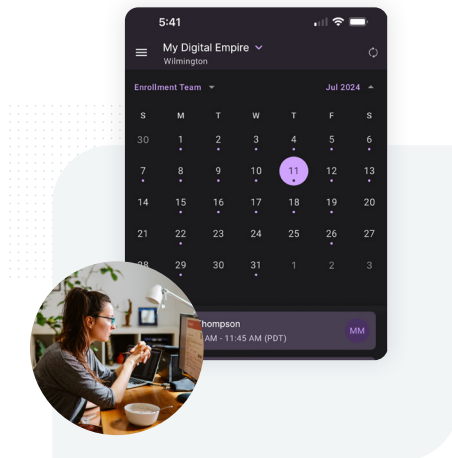 5:41
My Digital Empire
Wilmington
Enrollment Team Jul 2024
S M T W T F S
30 1 2 3 4 5 6
7 8 9 10 11 12 13
14 15 16 17 18 19 20
21 22 23 24 25 26 27
28 29 30 31 1 2 3
hompson
AM - 11:45 AM (PDT)
MM